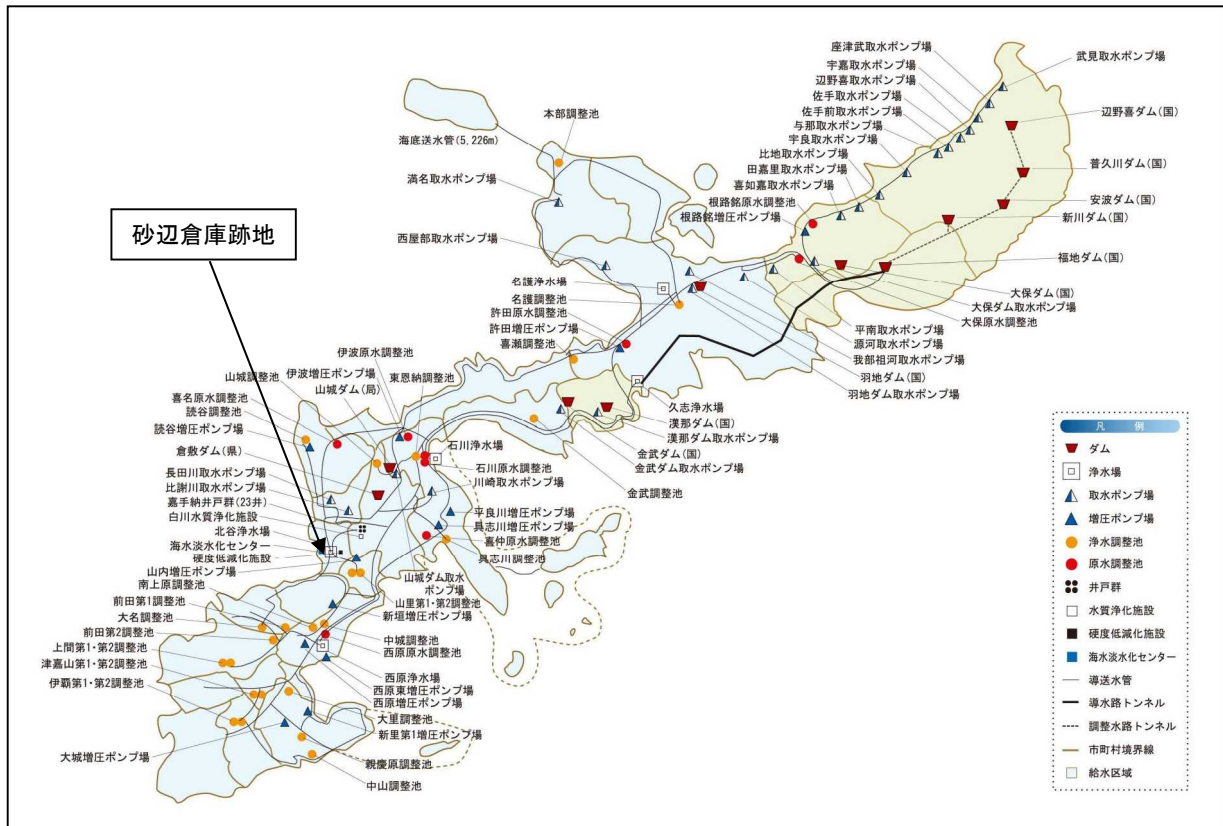 座津武取水ポンプ場
宇嘉取水ポンプ場
辺野喜取水ポンプ場
佐手取水ポンプ場
佐手前取水ポンプ場
与那取水ポンプ場
宇良取水ポンプ場
比地取水ポンプ場
田嘉里取水ポンプ場
喜如嘉取水ポンプ場
根路銘原水調整池
根路銘増圧ポンプ場
武見取水ポンプ場
辺野喜ダム(国)
普久川ダム(国)
安波ダム(国)
新川ダム(国)
福地ダム(国)
大保ダム(国)
大保ダム取水ポンプ場
大保原水調整池
平南取水ポンプ場
源河取水ポンプ場
我部祖河取水ポンプ場
羽地ダム(国)
羽地ダム取水ポンプ場
本部調整池
海底送水管(5,226m)
満名取水ポンプ場
西屋部取水ポンプ場
名護浄水場
名護調整池
許田原水調整池
許田増圧ポンプ場
喜瀬調整池
久志浄水場
漢那ダム(国)
漢那ダム取水ポンプ場
金武ダム(国)
金武ダム取水ポンプ場
金武調整池
砂辺倉庫跡地
伊波原水調整池
伊波増圧ポンプ場
東恩納調整池
山城調整池
山城ダム(局)
喜名原水調整池
読谷調整池
読谷増圧ポンプ場
倉敷ダム(県)
長田川取水ポンプ場
比謝川取水ポンプ場
嘉手納井戸群(23井)
白川水質浄化施設
北谷浄水場
海水淡水化センター
硬度低減化施設
山内増圧ポンプ場
南上原調整池
前田第1調整池
大名調整池
前田第2調整池
上間第1・第2調整池
津嘉山第1・第2調整池
伊覇第1・第2調整池
大城増圧ポンプ場
石川浄水場
石川原水調整池
川崎取水ポンプ場
平良川増圧ポンプ場
具志川増圧ポンプ場
喜仲原水調整池
具志川調整池
山城ダム取水
ポンプ場
山里第1・第2調整池
新垣増圧ポンプ場
中城調整池
西原原水調整池
西原浄水場
西原東増圧ポンプ場
西原増圧ポンプ場
大里調整池
新里第1増圧ポンプ場
親慶原調整池
中山調整池
凡例
ダム
浄水場
取水ポンプ場
増圧ポンプ場
浄水調整池
原水調整池
井戸群
水質浄化施設
硬度低減化施設
海水淡水化センター
導送水管
導水路トンネル
調整水路トンネル
市町村境界線
給水区域